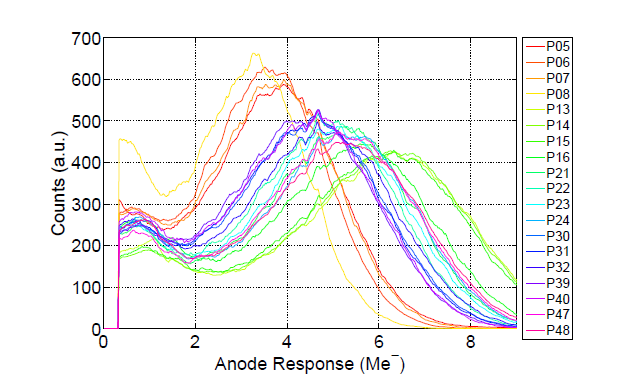 700
600
500
400
300
200
100
0
0 2 4 6 8
Counts (a.u.)
Anode Response (Me⁻)
P05
P06
P07
P08
P13
P14
P15
P16
P21
P22
P23
P24
P30
P31
P32
P39
P40
P47
P48